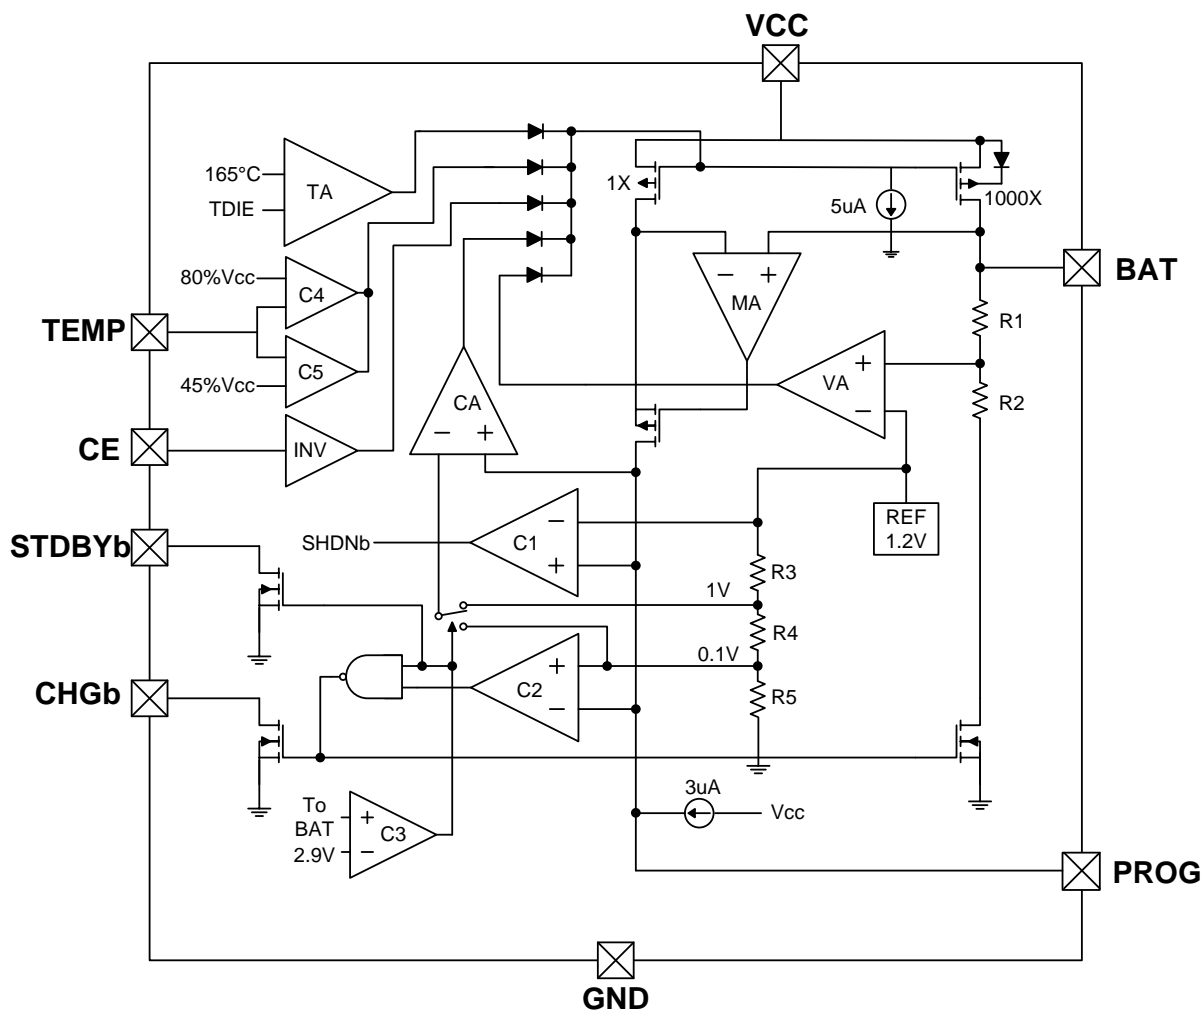 VCC
165°C
TDIE
TA
1X
1000X
5uA
80%Vcc
C4
− +
MA
BAT
TEMP
R1
C5
45%Vcc
CA
− +
VA
+
−
R2
CE
INV
REF
1.2V
STDBYb
SHDNb
C1
−
+
R3
1V
R4
0.1V
CHGb
C2
+
−
R5
3uA
Vcc
To
BAT
2.9V
+
−
C3
PROG
GND